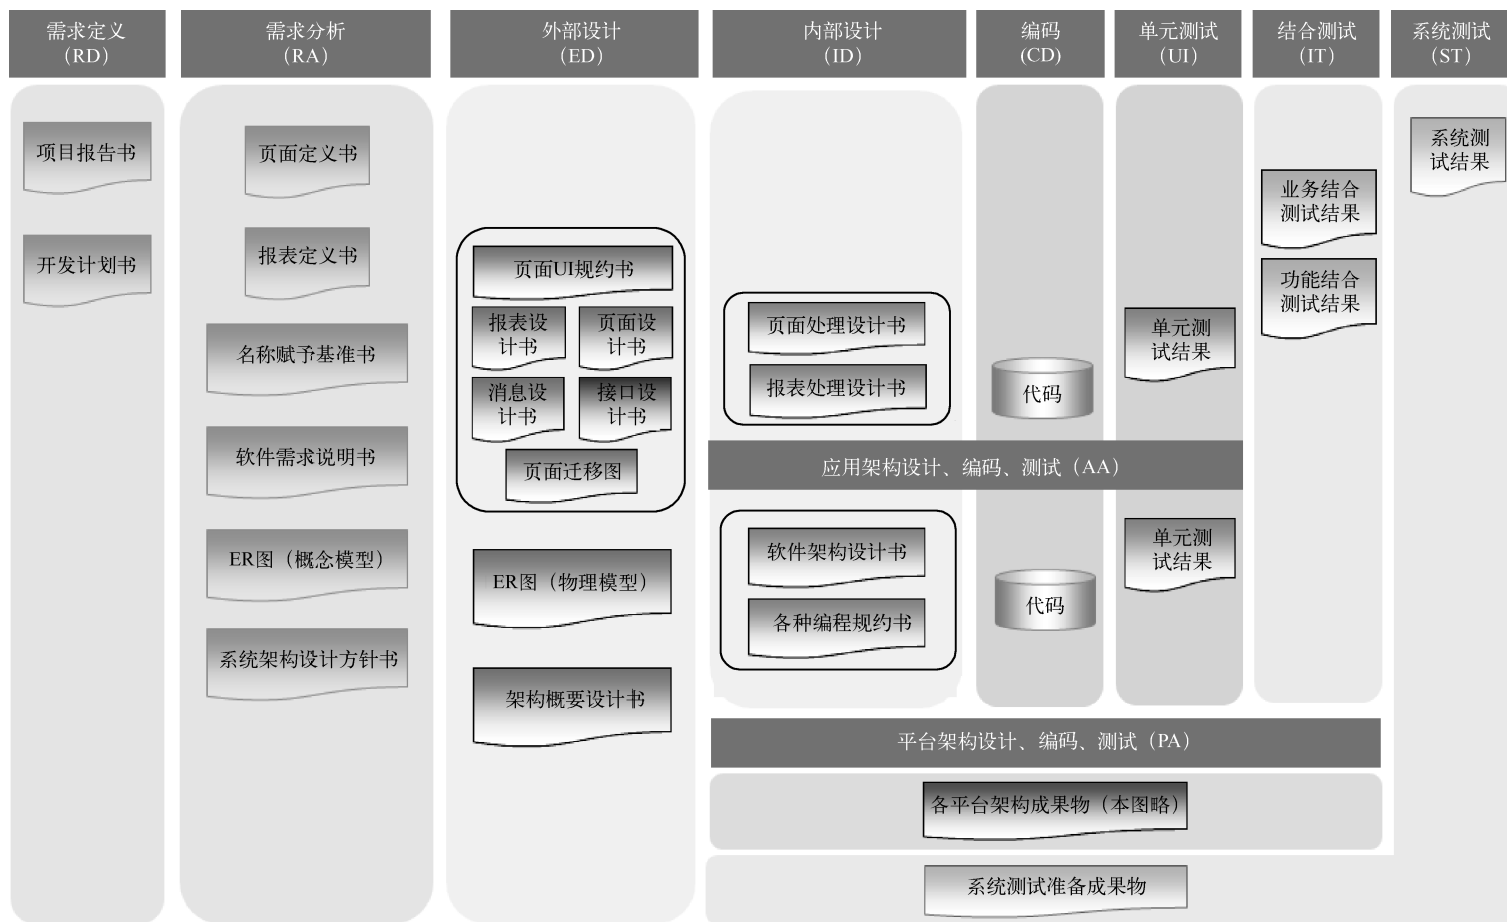 需求定义
（RD）
需求分析
（RA）
外部设计
（ED）
内部设计
（ID）
编码
(CD)
单元测试
（UI）
结合测试
（IT）
系统测试
（ST）
项目报告书
开发计划书
页面定义书
报表定义书
名称赋予基准书
软件需求说明书
ER图（概念模型）
系统架构设计方针书
页面UI规约书
报表设
计书
页面设
计书
消息设
计书
接口设
计书
页面迁移图
ER图（物理模型）
架构概要设计书
页面处理设计书
报表处理设计书
代码
单元测
试结果
业务结合
测试结果
功能结合
测试结果
系统测
试结果
应用架构设计、编码、测试（AA）
软件架构设计书
各种编程规约书
代码
单元测
试结果
平台架构设计、编码、测试（PA）
各平台架构成果物（本图略）
系统测试准备成果物